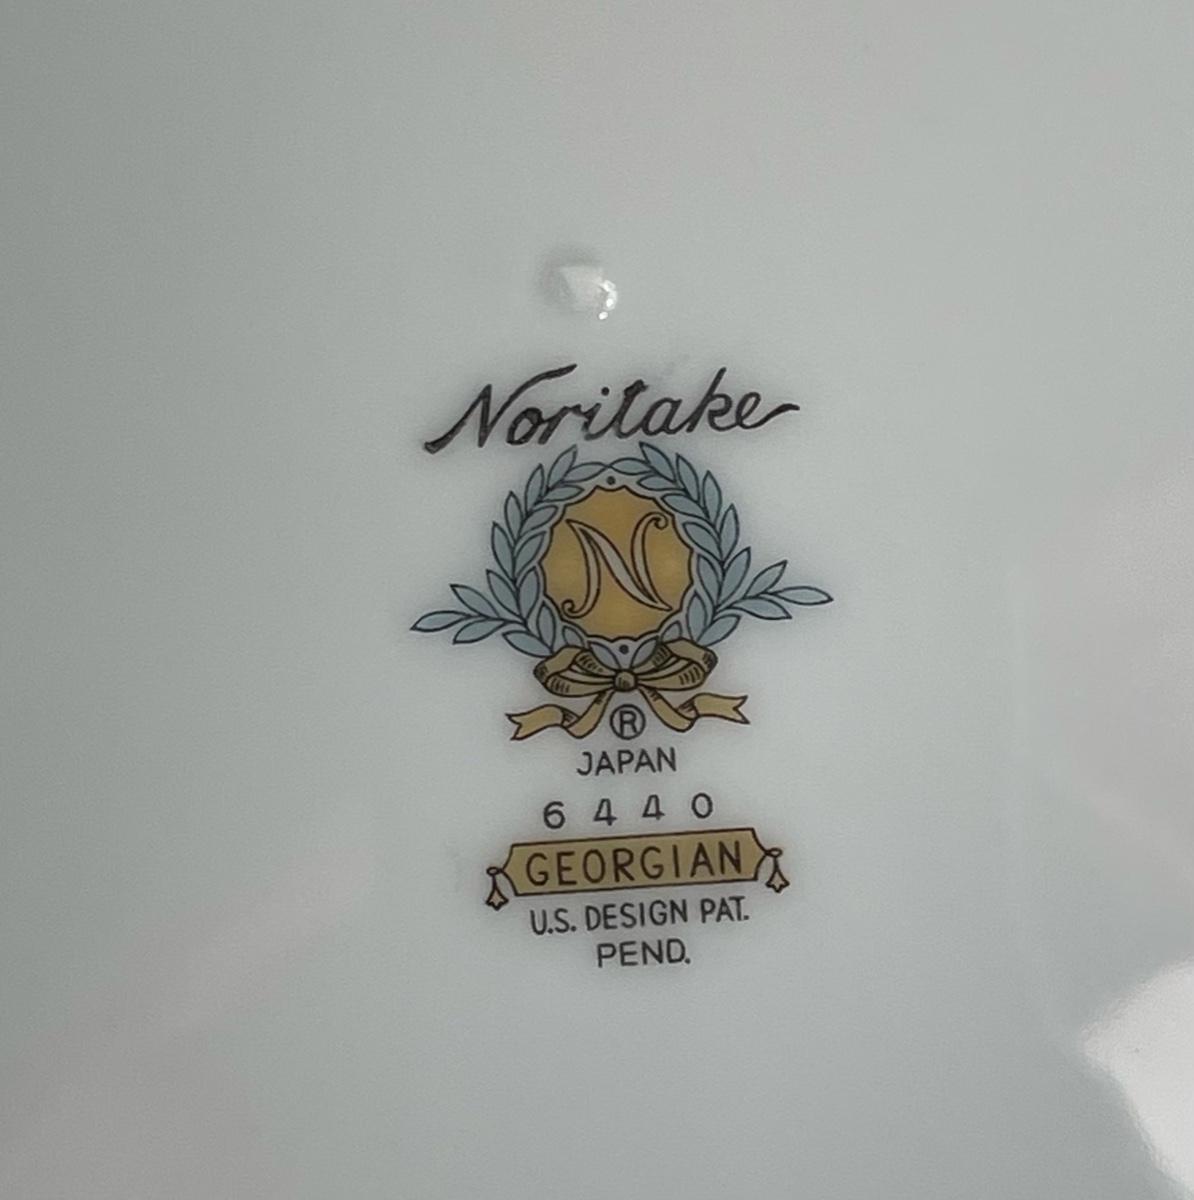 Noritake
N
®
JAPAN
6440
GEORGIAN
U.S. DESIGN PAT.
PEND.